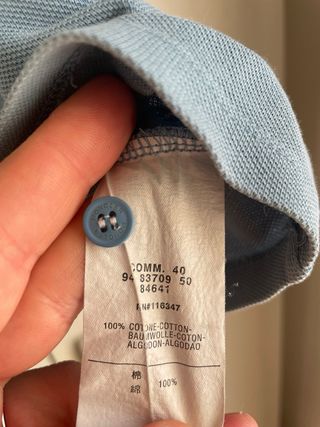 COMM. 40
94 83709 50
84641
RN#116347
100% COTONE-COTTON-
BAUMWOLLE-COTON-
ALGODON-ALGODAO
棉
綿 100%